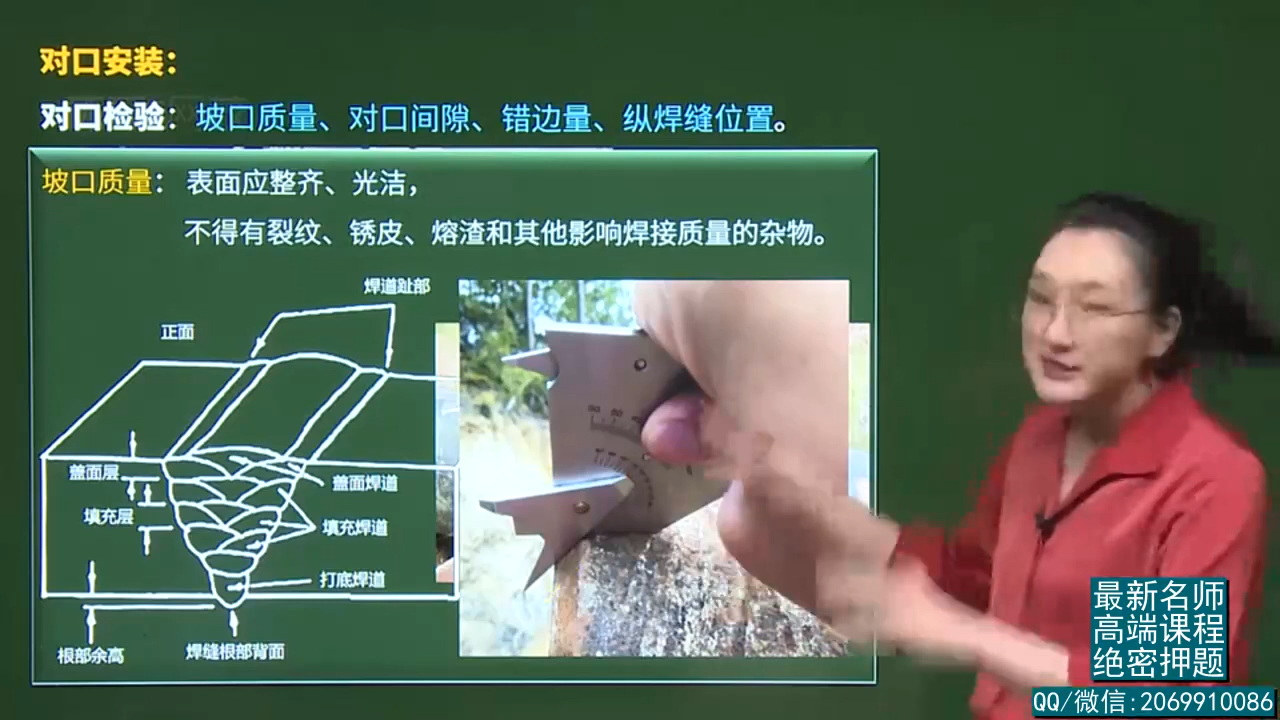 对口安装：
对口检验：坡口质量、对口间隙、错边量、纵焊缝位置。
坡口质量： 表面应整齐、光洁，
不得有裂纹、锈皮、熔渣和其他影响焊接质量的杂物。
焊道趾部
正面
盖面层
盖面焊道
填充层
填充焊道
打底焊道
根部余高
焊缝根部背面
最新名师
高端课程
绝密押题
QQ/微信:2069910086